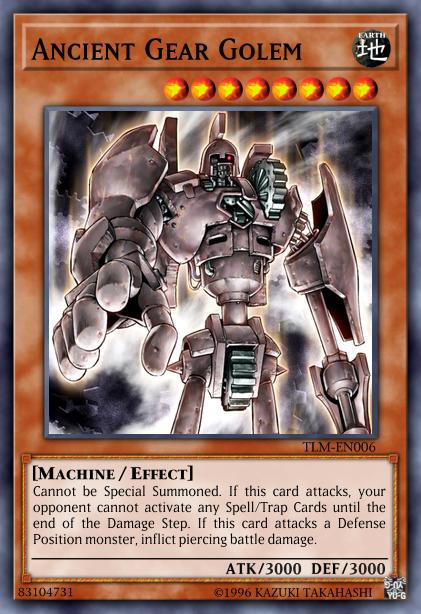 ANCIENT GEAR GOLEM
EARTH
地
TLM-EN006
[MACHINE / EFFECT]
Cannot be Special Summoned. If this card attacks, your
opponent cannot activate any Spell/Trap Cards until the
end of the Damage Step. If this card attacks a Defense
Position monster, inflict piercing battle damage.
ATK/3000 DEF/3000
83104731
©1996 KAZUKI TAKAHASHI